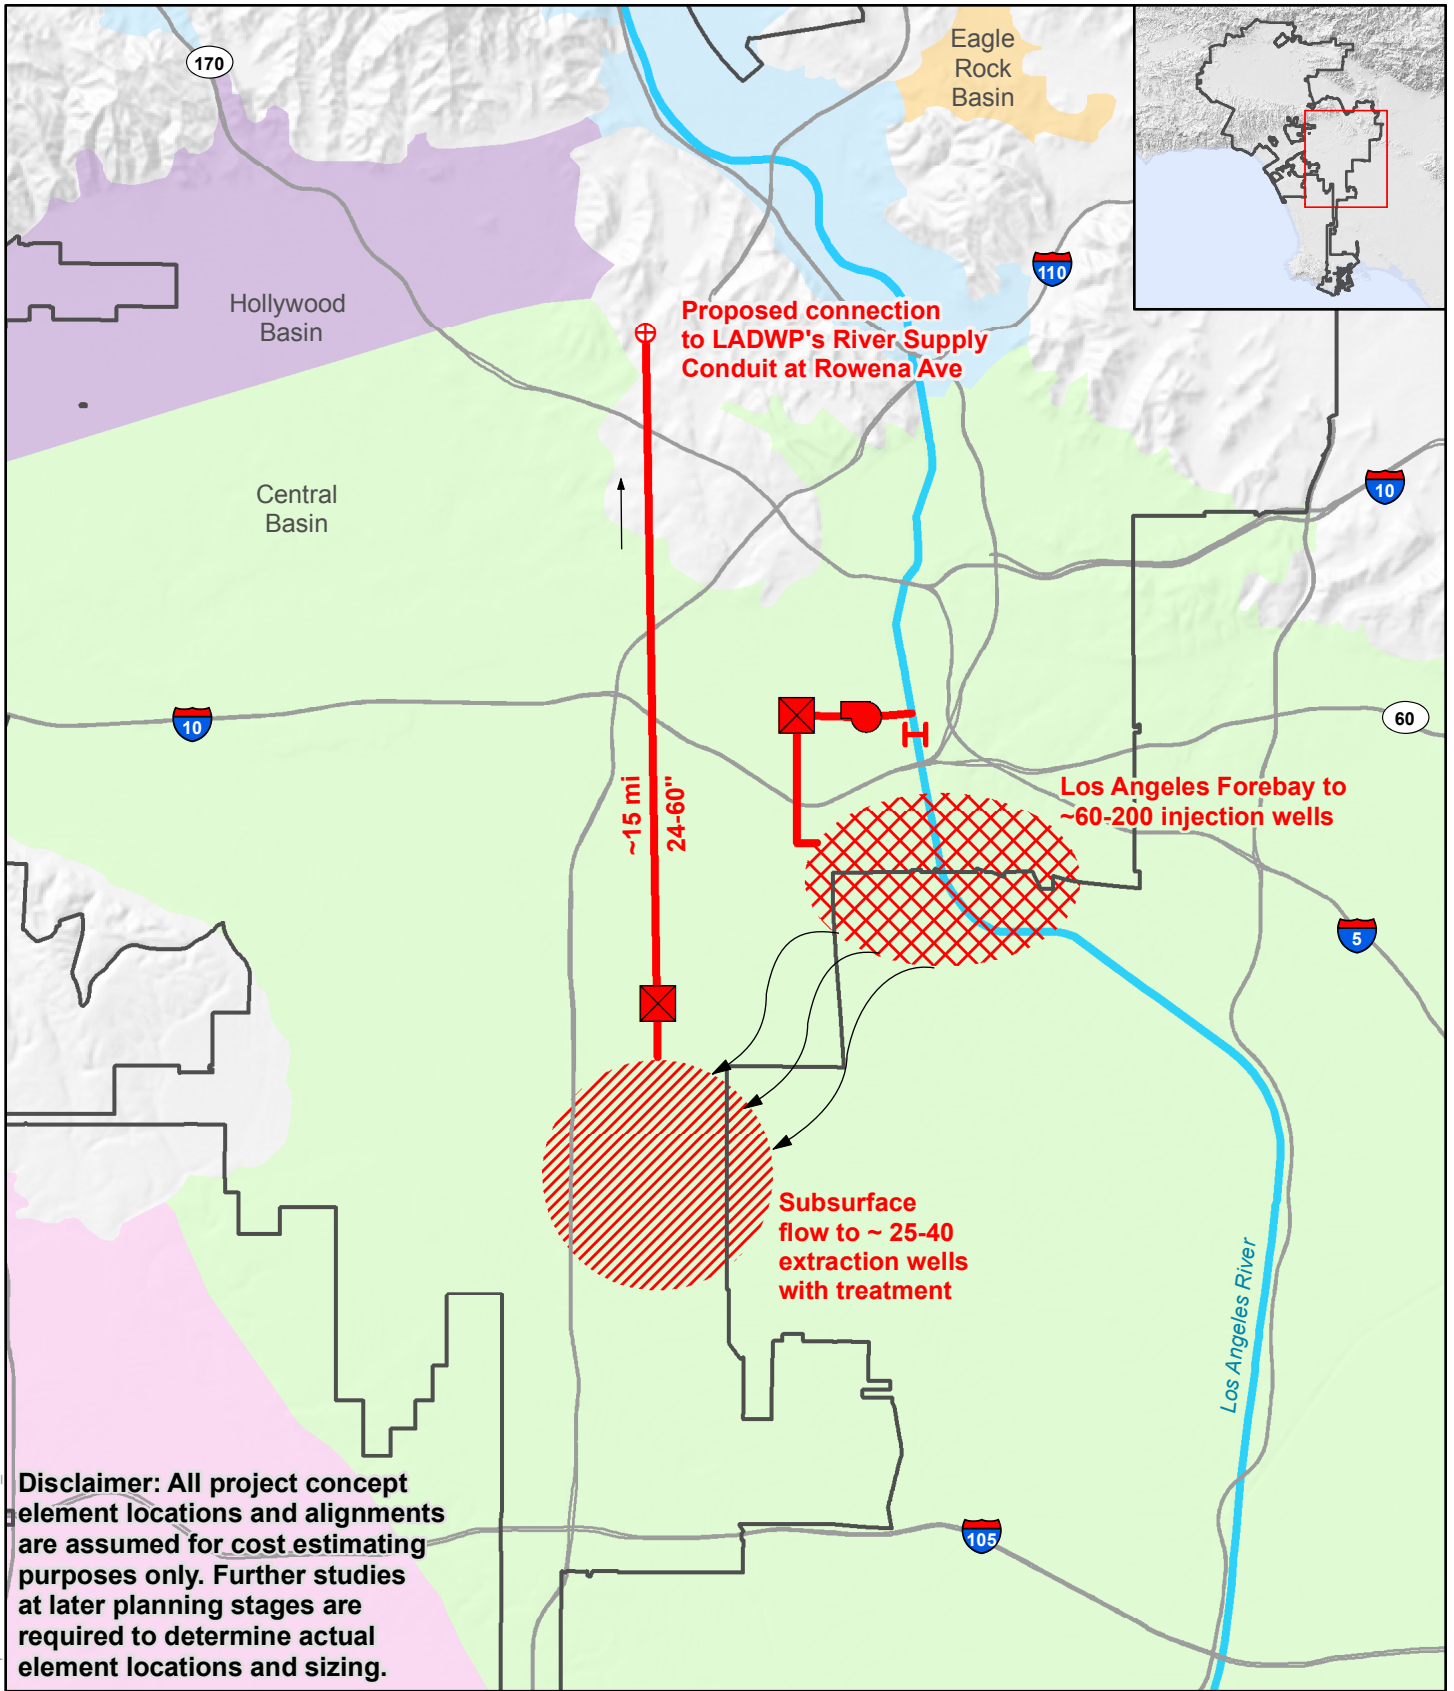 170
Eagle
Rock
Basin
110
Hollywood
Basin
Proposed connection
to LADWP's River Supply
Conduit at Rowena Ave
Central
Basin
10
10
60
~15 mi
24-60"
Los Angeles Forebay to
~60-200 injection wells
5
Subsurface
flow to ~ 25-40
extraction wells
with treatment
Los Angeles River
Disclaimer: All project concept
element locations and alignments
are assumed for cost estimating
purposes only. Further studies
at later planning stages are
required to determine actual
element locations and sizing.
105